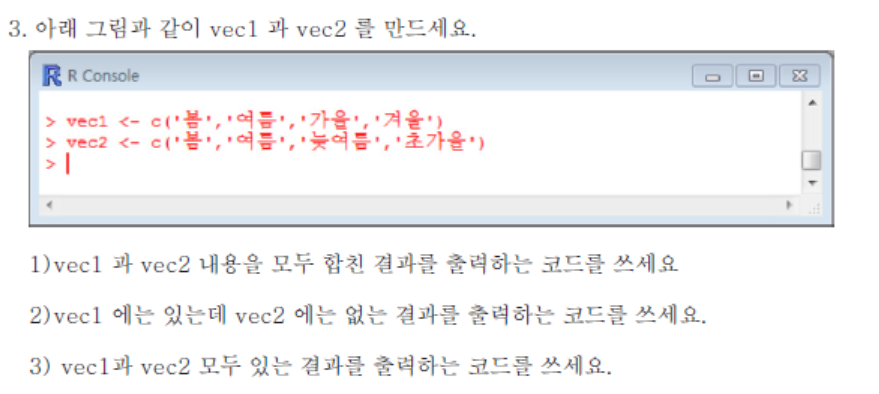 3. 아래 그림과 같이 vec1 과 vec2 를 만드세요.
R R Console
> vec1 <- c('봄','여름','가을','겨울')
> vec2 <- c('봄','여름','늦여름','초가을')
>
1)vec1 과 vec2 내용을 모두 합친 결과를 출력하는 코드를 쓰세요
2)vec1 에는 있는데 vec2 에는 없는 결과를 출력하는 코드를 쓰세요.
3) vec1과 vec2 모두 있는 결과를 출력하는 코드를 쓰세요.